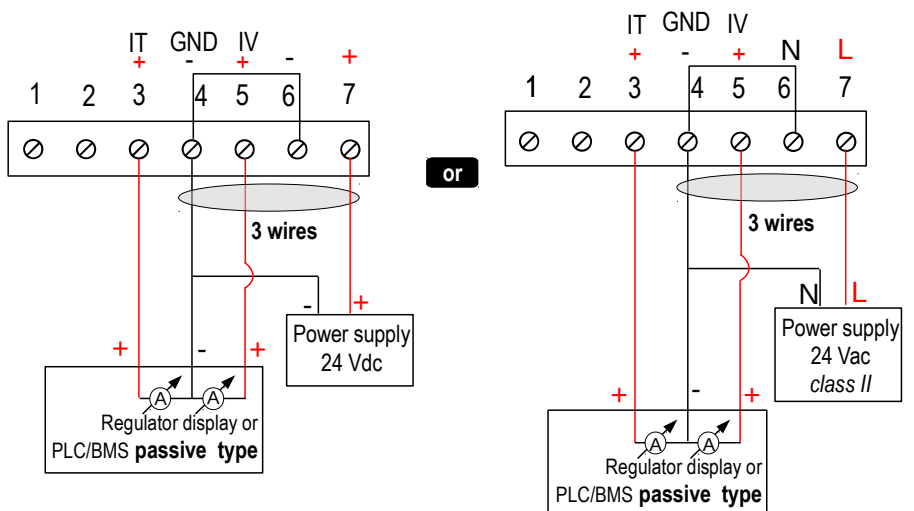 IT GND IV
+ - + - +
1 2 3 4 5 6 7
3 wires
- +
Power supply
24 Vdc
+ - +
A A
Regulator display or
PLC/BMS passive type
or
IT GND IV N L
+ - +
1 2 3 4 5 6 7
3 wires
N L
Power supply
24 Vac
class II
+ - +
A A
Regulator display or
PLC/BMS passive type